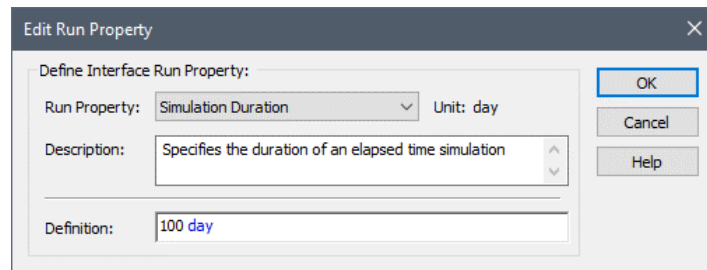 Edit Run Property
Define Interface Run Property:
Run Property: Simulation Duration Unit: day
Description: Specifies the duration of an elapsed time simulation
Definition: 100 day
OK
Cancel
Help